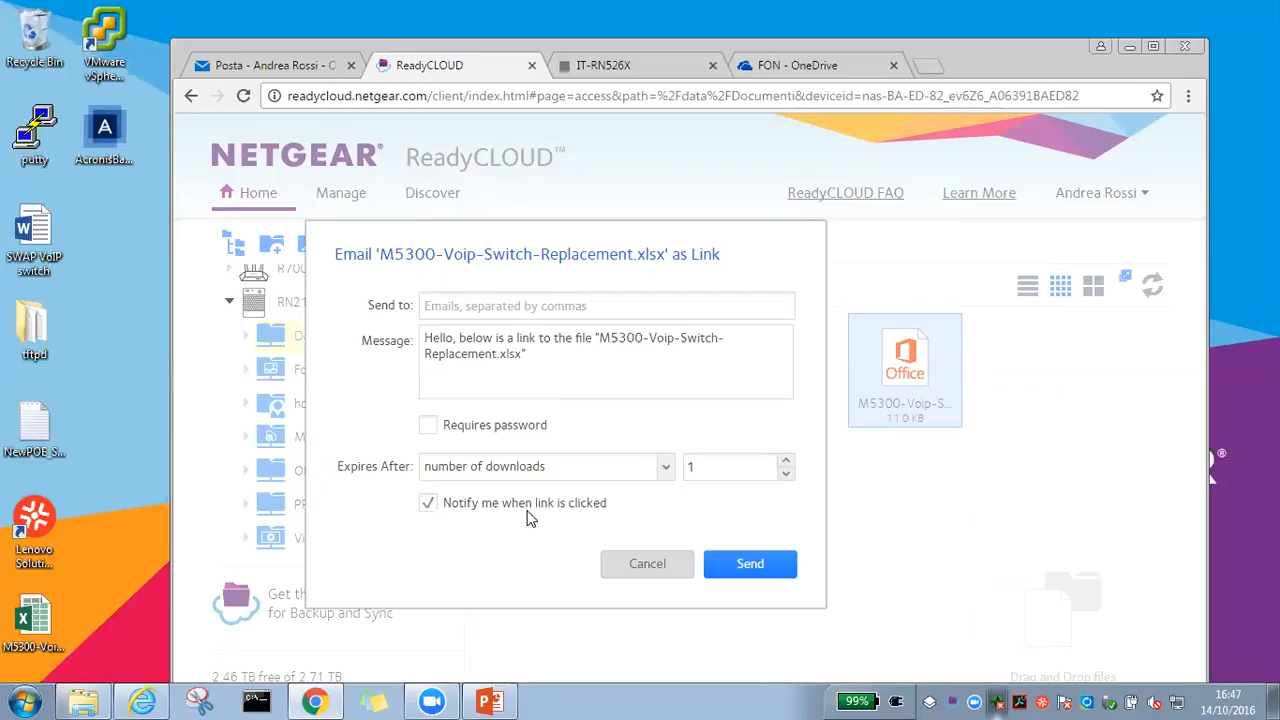 Recycle Bin
VMware
vSphe...
putty
AcronisBa...
SWAP VoIP
switch
tftpd
NewPOE_S...
Lenovo
Soluti...
M5300-Voi...
Posta - Andrea Rossi - O
ReadyCLOUD
IT-RN526X
FON - OneDrive
readycloud.netgear.com/client/index.html#page=access&path=%2Fdata%2FDocumenti&deviceid=nas-BA-ED-82_ev6Z6_A06391BAED82
NETGEAR® ReadyCLOUD™
Home
Manage
Discover
ReadyCLOUD FAQ
Learn More
Andrea Rossi
R700
RN21
Email 'M5300-Voip-Switch-Replacement.xlsx' as Link
Send to:
Emails, separated by commas
Message:
Hello, below is a link to the file "M5300-Voip-Switch-
Replacement.xlsx"
Requires password
Expires After:
number of downloads
1
Notify me when link is clicked
Cancel
Send
Office
M5300-Voip-S...
11.0 KB
Get th
for Backup and Sync
2.46 TB free of 2.71 TB
Drag and Drop files
99%
16:47
14/10/2016